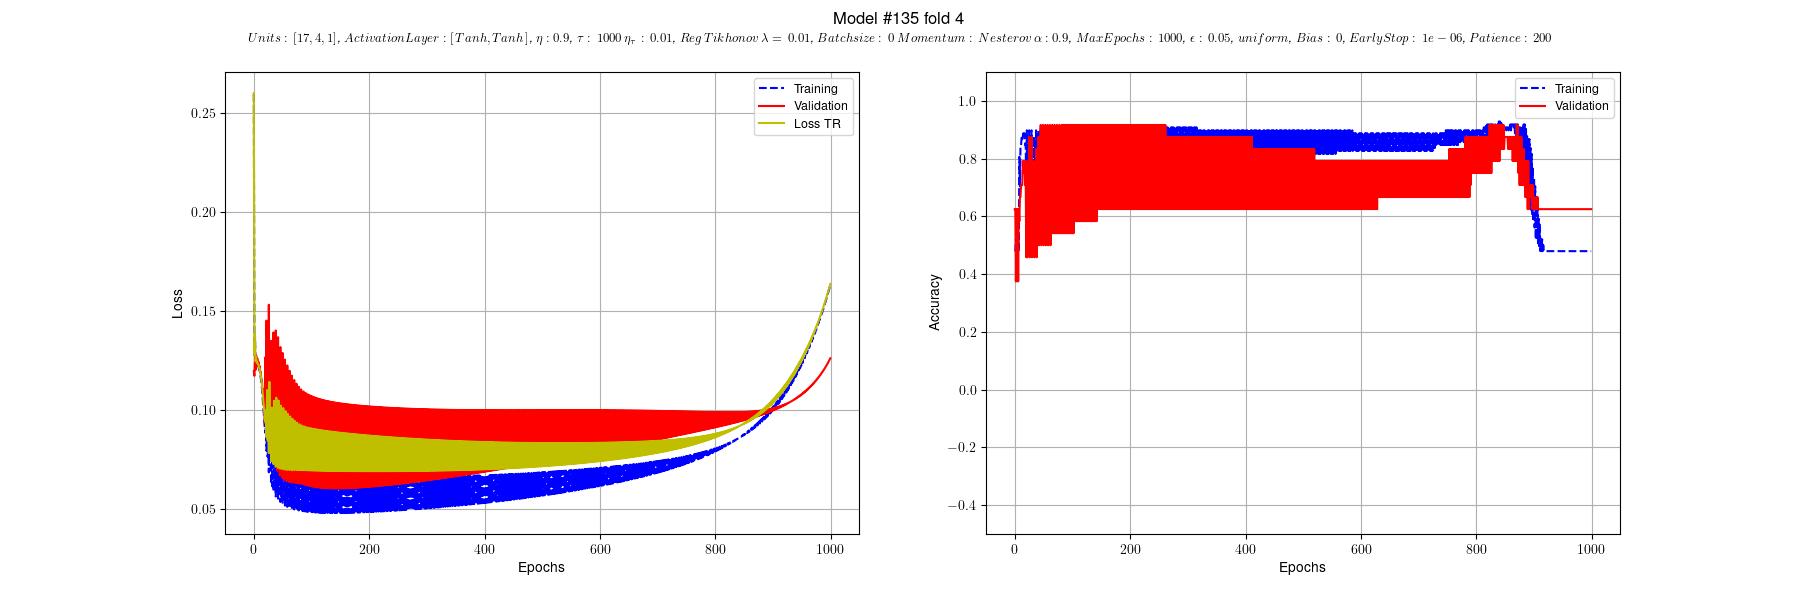 Model #135 fold 4
Units : [17, 4, 1], ActivationLayer : [Tanh, Tanh], η : 0.9, τ : 1000 ητ : 0.01, Reg Tikhonov λ = 0.01, Batchsize : 0 Momentum : Nesterov α : 0.9, MaxEpochs : 1000, ϵ : 0.05, uniform, Bias : 0, EarlyStop : 1e − 06, Patience : 200
Loss
0.25
0.20
0.15
0.10
0.05
Training
Validation
Loss TR
0 200 400 600 800 1000
Epochs
Accuracy
1.0
0.8
0.6
0.4
0.2
0.0
−0.2
−0.4
Training
Validation
0 200 400 600 800 1000
Epochs